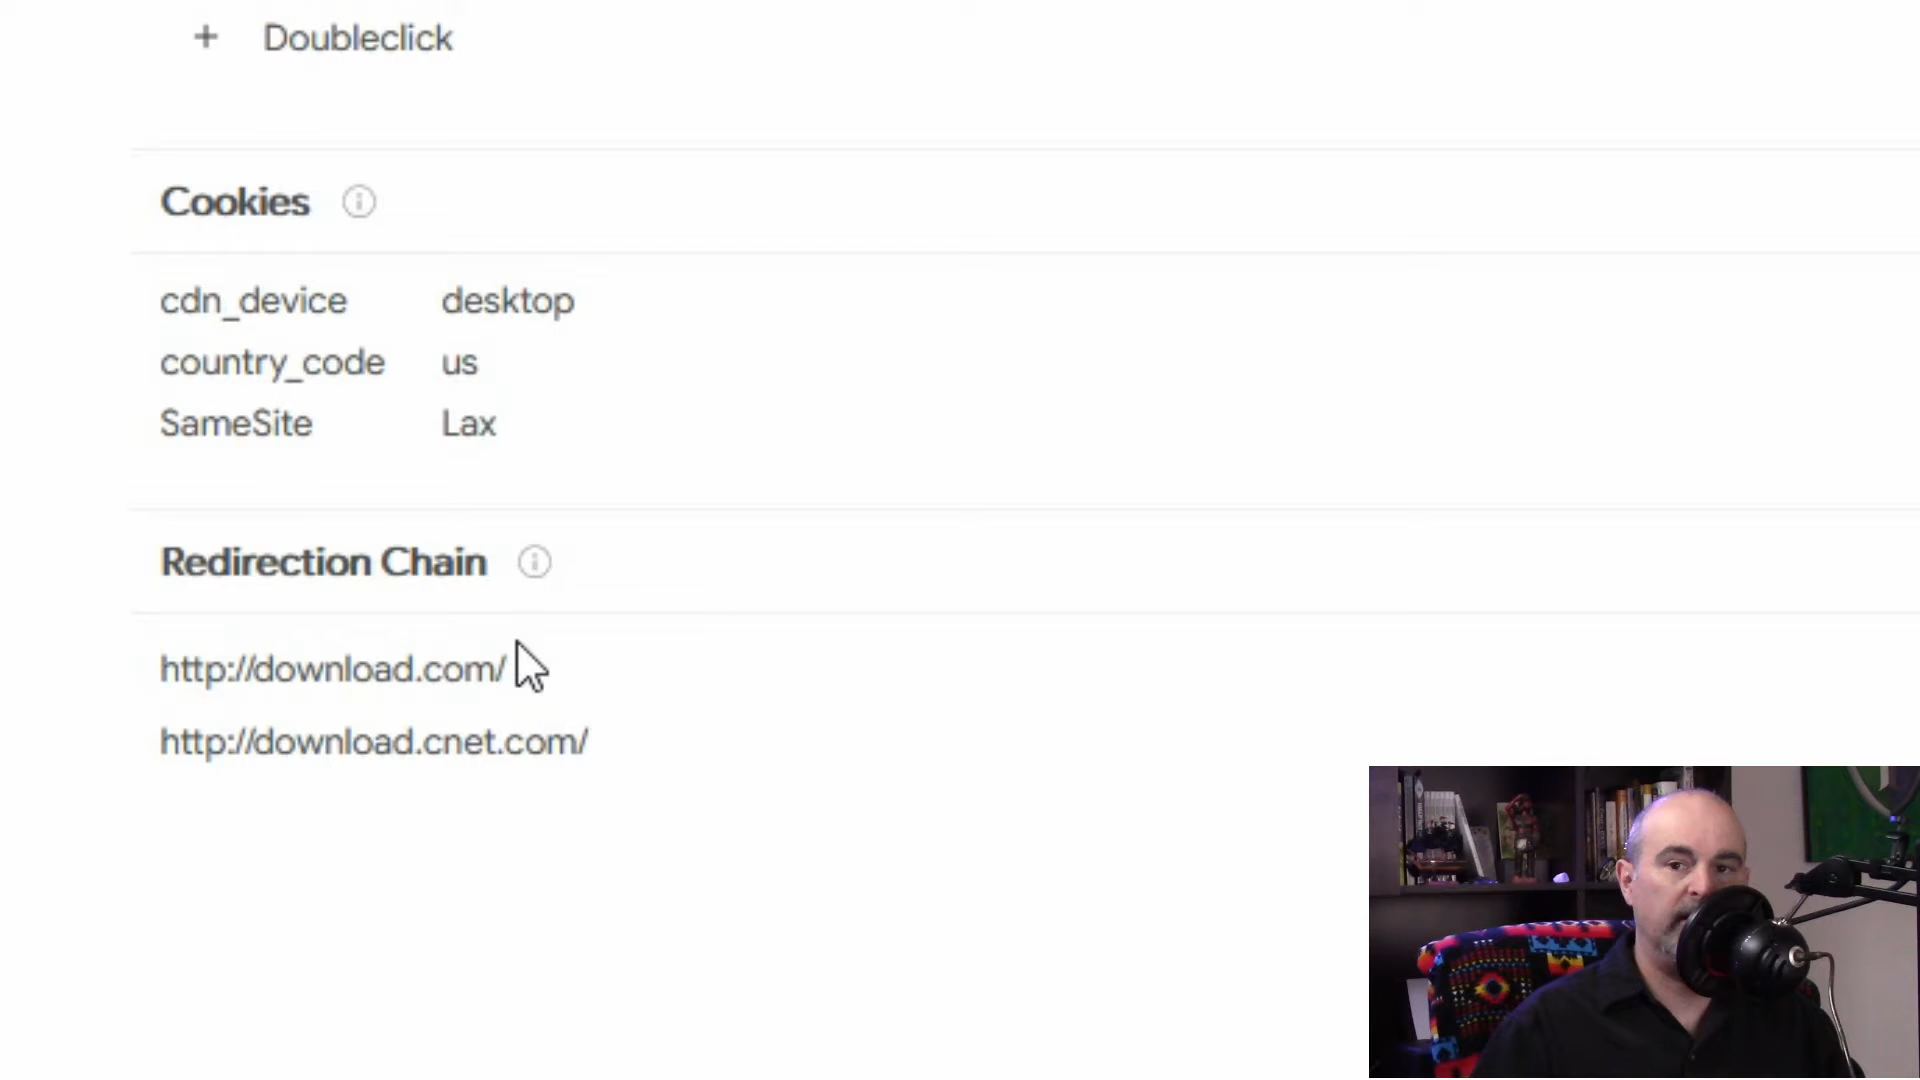 + Doubleclick
Cookies
cdn_device desktop
country_code us
SameSite Lax
Redirection Chain
http://download.com/
http://download.cnet.com/